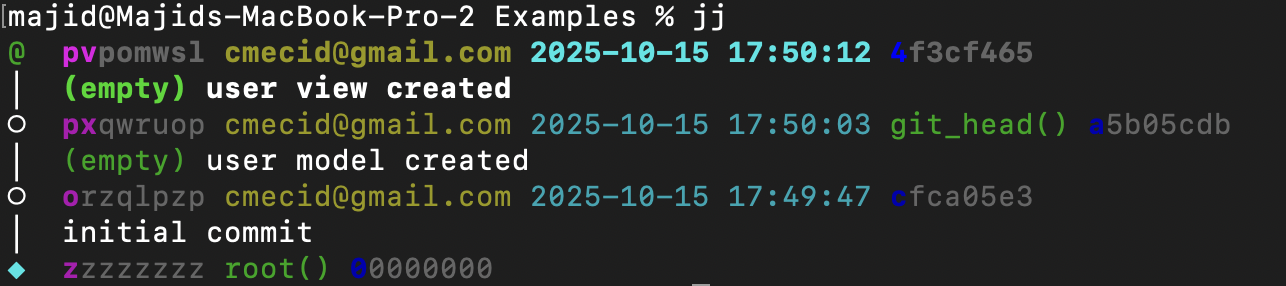 majid@Majids-MacBook-Pro-2 Examples % jj
@ pvpomwsl cmecid@gmail.com 2025-10-15 17:50:12 4f3cf465
(empty) user view created
pxqwruop cmecid@gmail.com 2025-10-15 17:50:03 git_head() a5b05cdb
(empty) user model created
orzqlpzp cmecid@gmail.com 2025-10-15 17:49:47 cfca05e3
initial commit
zzzzzzzz root() 00000000